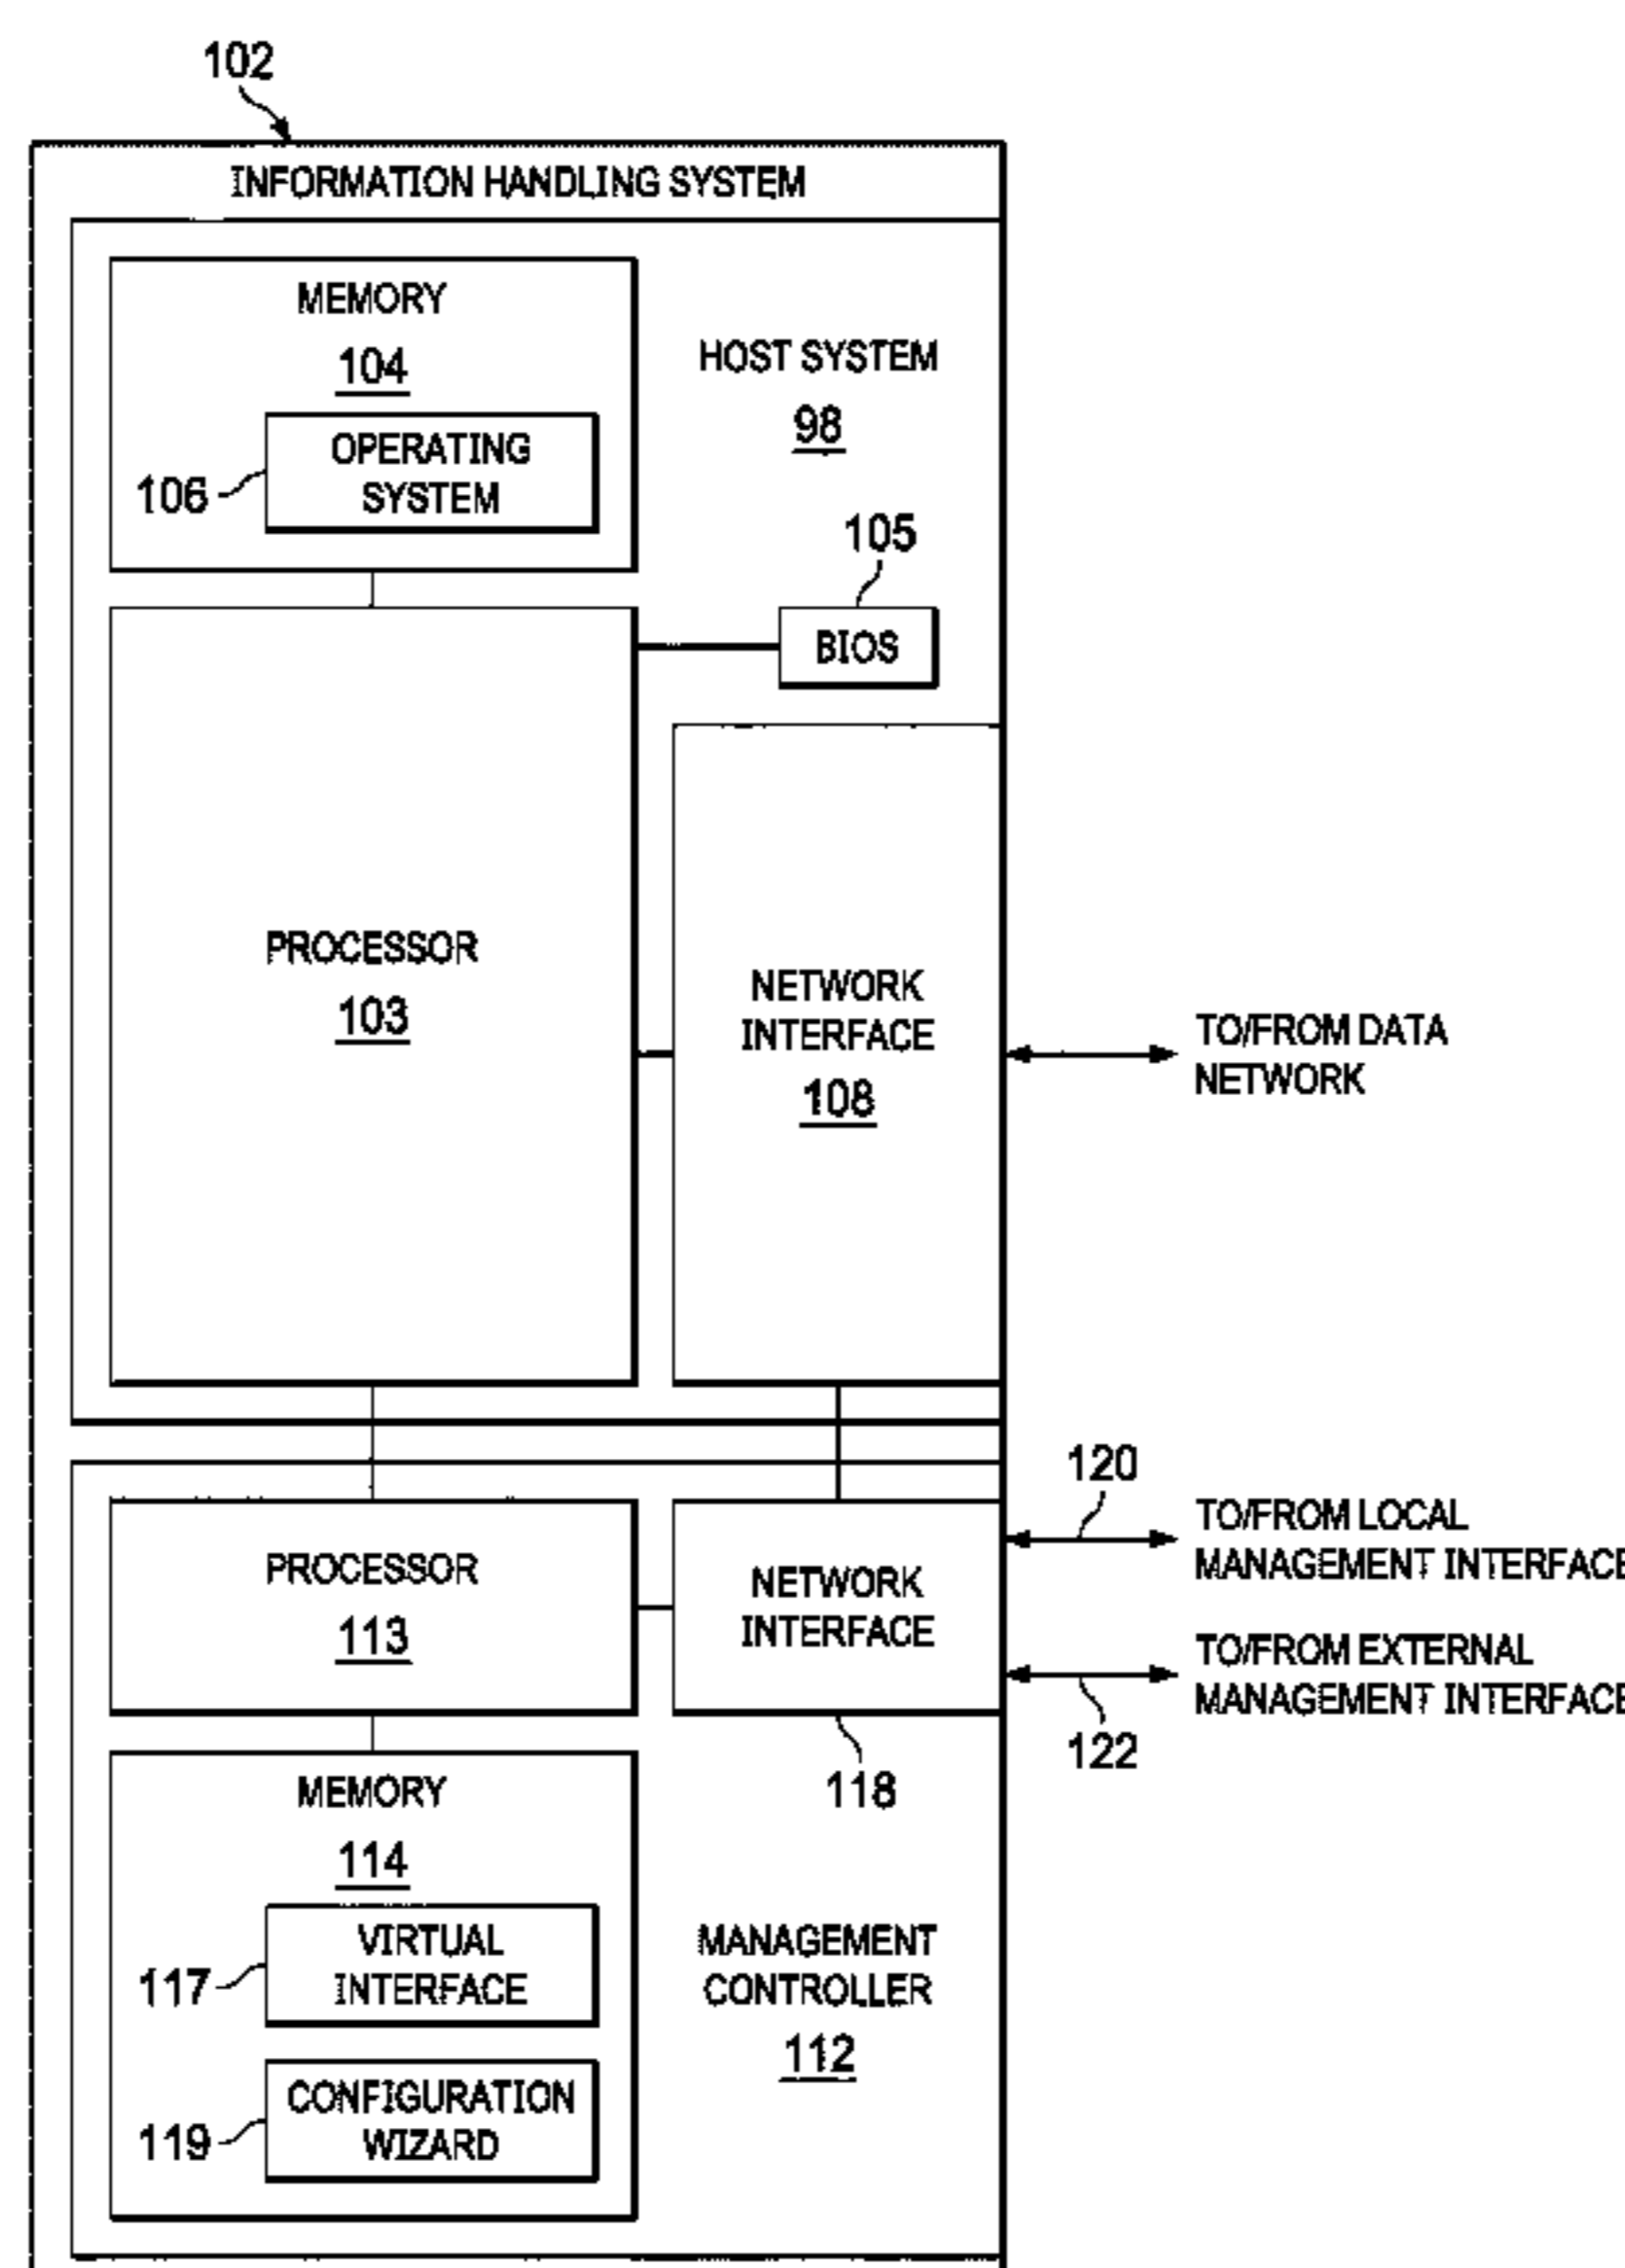 102
INFORMATION HANDLING SYSTEM
MEMORY
104
HOST SYSTEM
98
OPERATING
SYSTEM
106
105
BIOS
PROCESSOR
103
NETWORK
INTERFACE
108
TO/FROM DATA
NETWORK
120
TO/FROM LOCAL
MANAGEMENT INTERFACE
PROCESSOR
113
NETWORK
INTERFACE
TO/FROM EXTERNAL
MANAGEMENT INTERFACE
122
118
MEMORY
114
VIRTUAL
INTERFACE
117
MANAGEMENT
CONTROLLER
112
CONFIGURATION
WIZARD
119